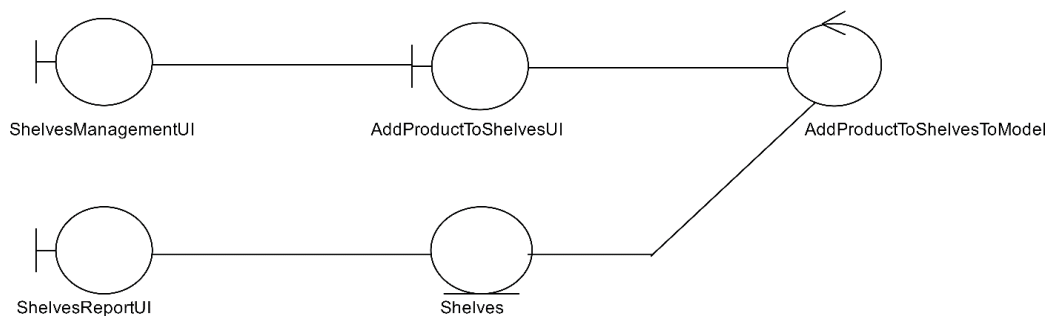 ShelvesManagementUI
AddProductToShelvesUI
AddProductToShelvesToModel
ShelvesReportUI
Shelves